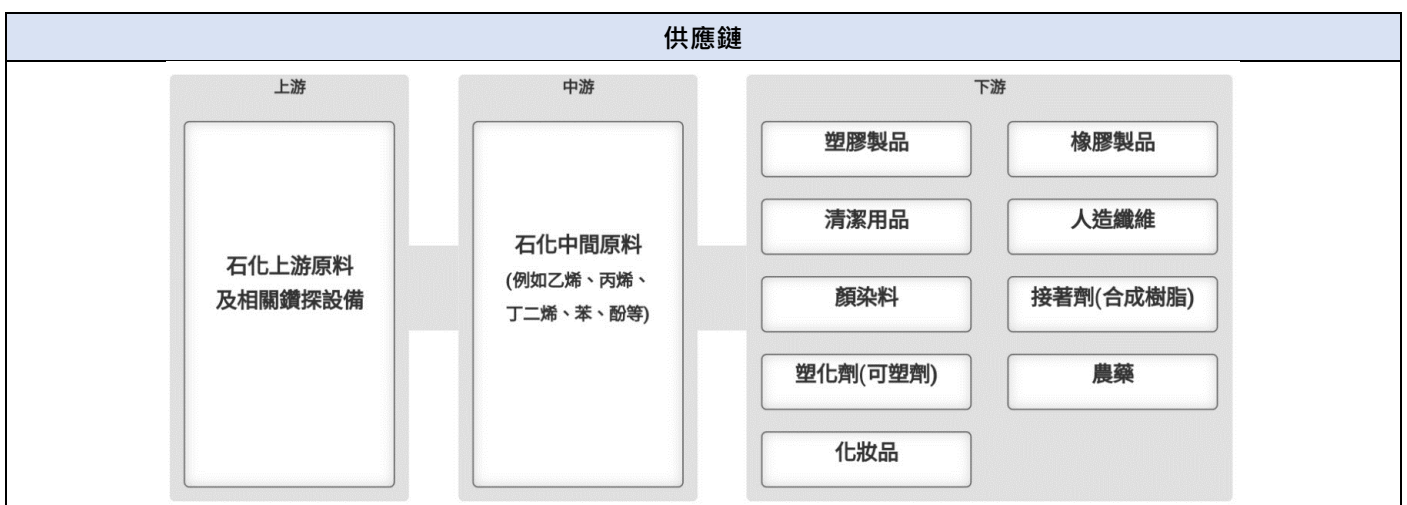 供應鏈
上游
石化上游原料
及相關鑽探設備
中游
石化中間原料
(例如乙烯、丙烯、
丁二烯、苯、酚等)
下游
塑膠製品
橡膠製品
清潔用品
人造纖維
顏染料
接著劑(合成樹脂)
塑化劑(可塑劑)
農藥
化妝品